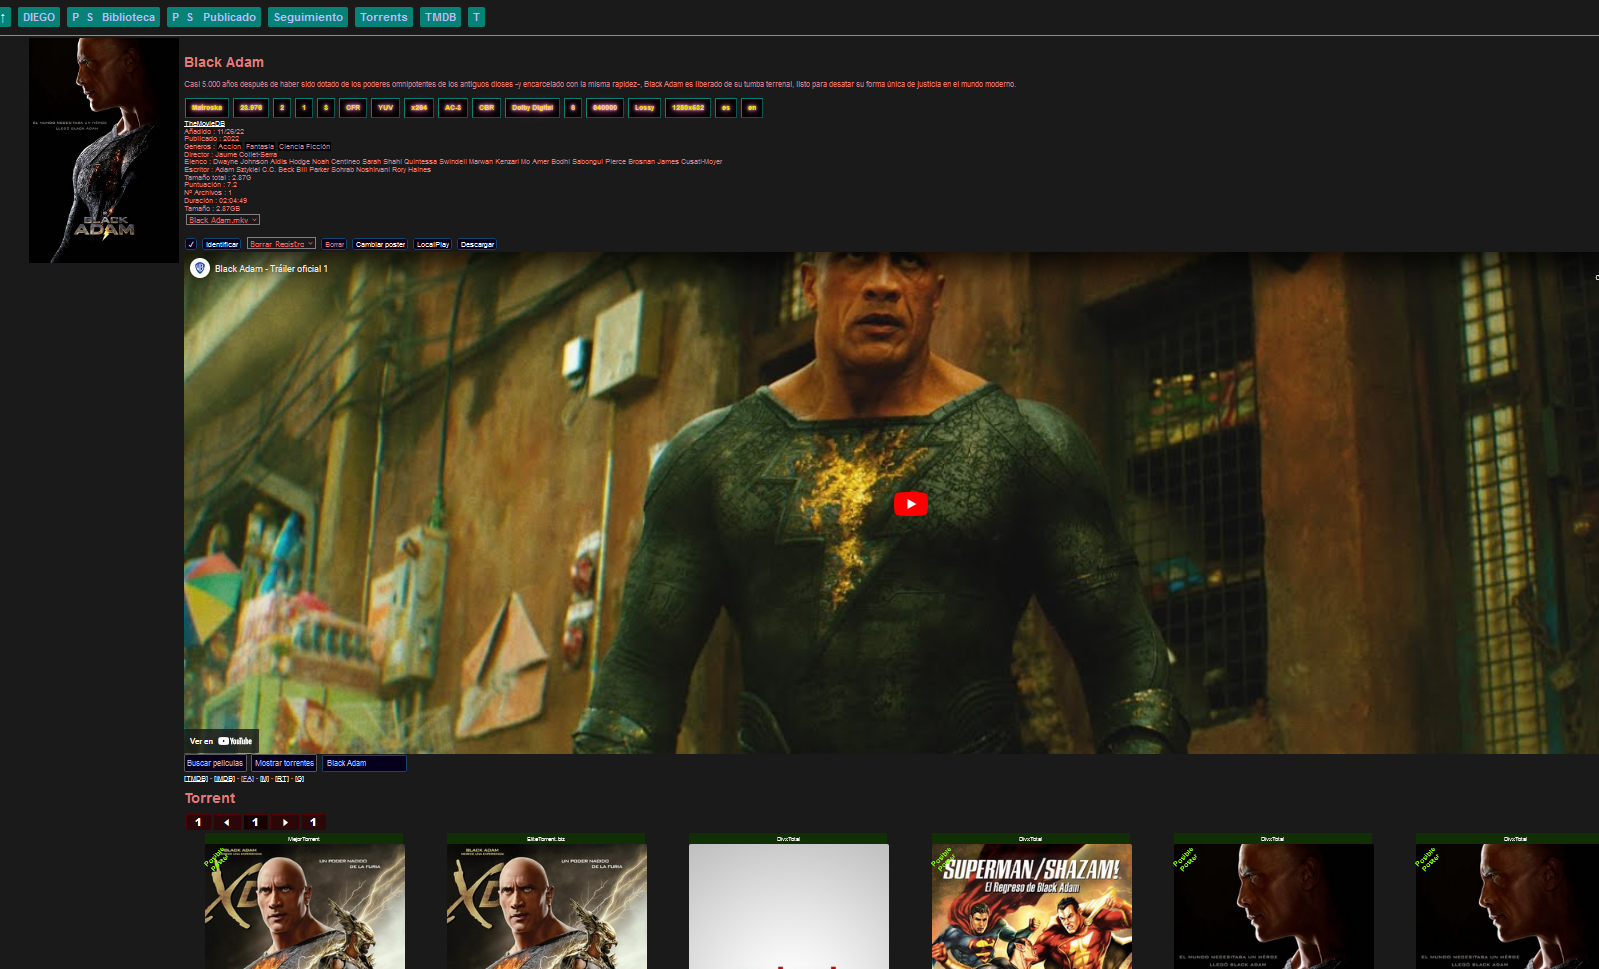 ↑ DIEGO P S Biblioteca P S Publicado Seguimiento Torrents TMDB T
Black Adam
Casi 5.000 años después de haber sido dotado de los poderes omnipotentes de los antiguos dioses -y encarcelado con la misma rapidez-, Black Adam es liberado de su tumba terrenal, listo para desatar su forma única de justicia en el mundo moderno.
Matroska 23.976 2 1 3 CFR YUV x264 AC-3 CBR Dolby Digital 6 640000 Lossy 1280x532 es en
TheMovieDB
Añadido : 11/26/22
Publicado : 2022
Generos : Accion Fantasia Ciencia Ficción
Director : Jaume Collet-Serra
Elenco : Dwayne Johnson Aldis Hodge Noah Centineo Sarah Shahi Quintessa Swindell Marwan Kenzari Mo Amer Bodhi Sabongui Pierce Brosnan James Cusati-Moyer
Escritor : Adam Sztykiel C.C. Beck Bill Parker Sohrab Noshirvani Rory Haines
Tamaño total : 2.87G
Puntuación : 7.2
Nº Archivos : 1
Duración : 02:04:49
Tamaño : 2.87GB
Black Adam.mkv
✓ Identificar Borrar Registro Borrar Cambiar poster LocalPlay Descargar
EL MUNDO NECESITABA UN HÉROE
LLEGÓ BLACK ADAM
BLACK
ADAM
Black Adam - Tráiler oficial 1
Ver en YouTube
Buscar peliculas Mostrar torrentes Black Adam
[TMDB] - [IMDB] - [FA] - [M] - [RT] - [G]
Torrent
1 ◄ 1 ► 1
MejorTorrent EliteTorrent.biz DivxTotal DivxTotal DivxTotal DivxTotal
Posible Poster
BLACK ADAM
UN PODER NACIDO
DE LA FURIA
BLACK ADAM
UN PODER NACIDO
DE LA FURIA
Posible Poster
SUPERMAN/SHAZAM!
El Regreso de Black Adam
Posible Poster
EL MUNDO NECESITABA UN HÉROE
LLEGÓ BLACK ADAM
Posible Poster
EL MUNDO NECESITABA UN HÉROE
LLEGÓ BLACK ADAM